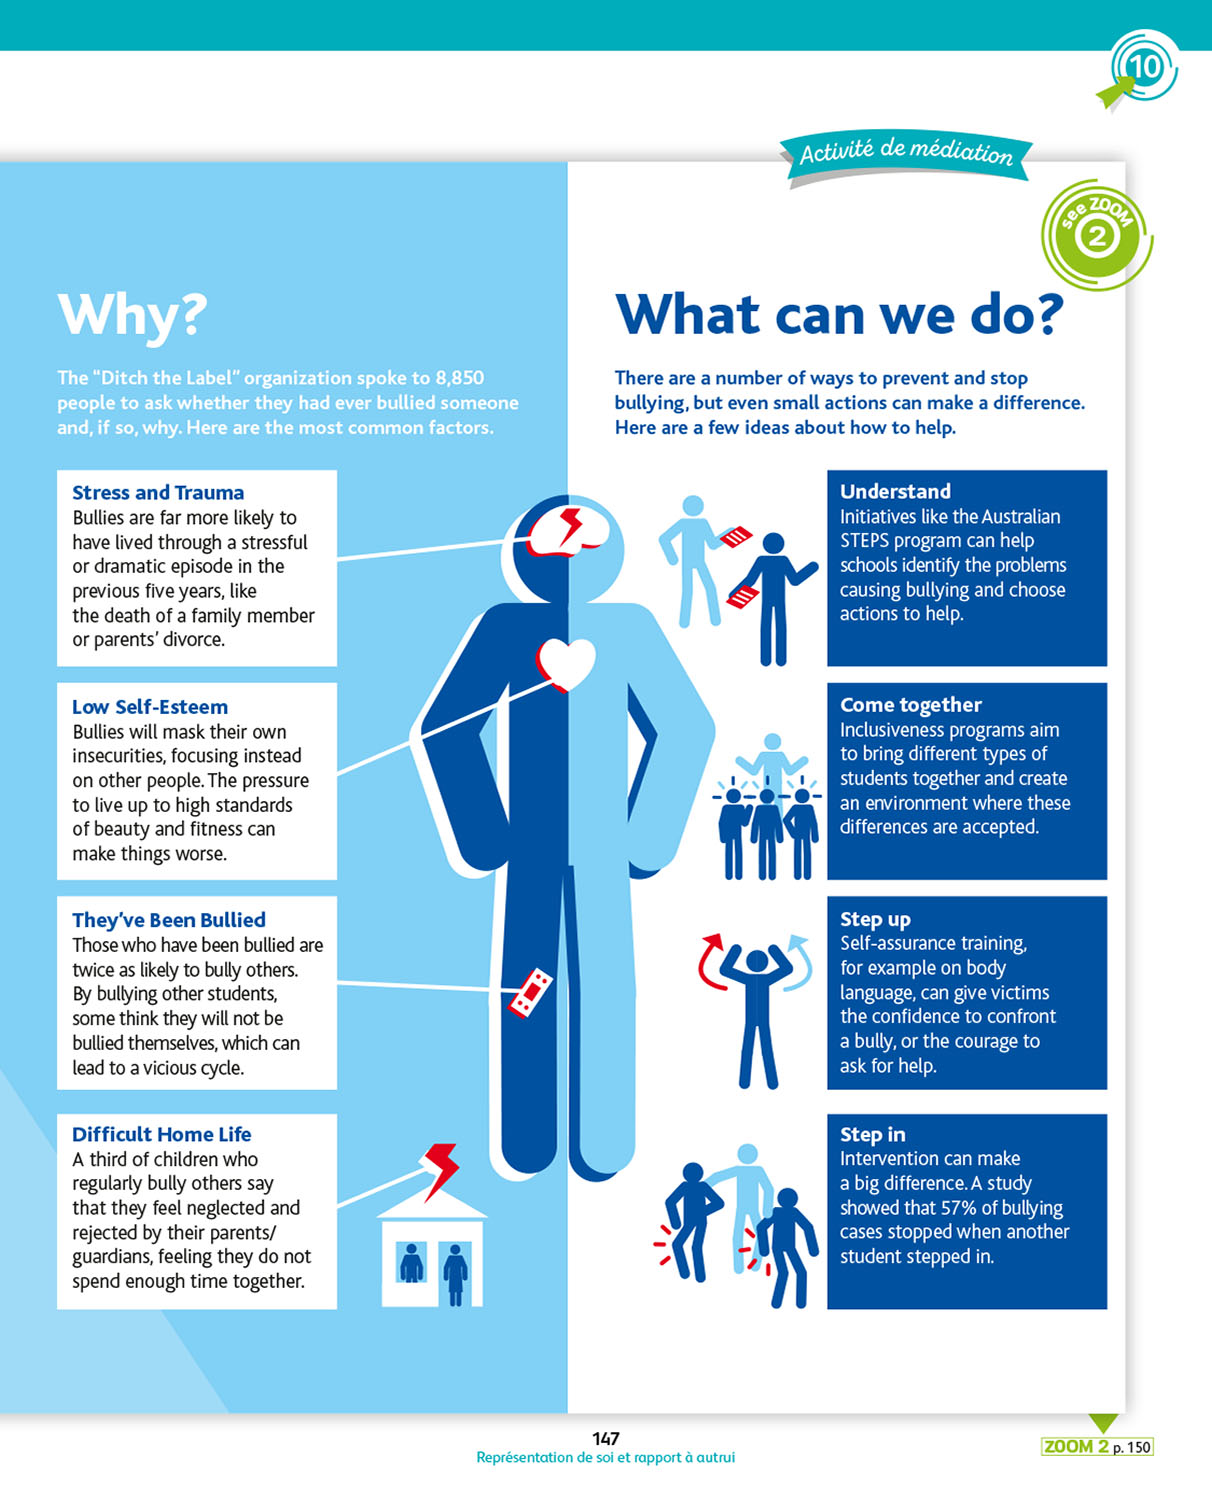 10
Activité de médiation
see ZOOM
2
Why?
The “Ditch the Label” organization spoke to 8,850
people to ask whether they had ever bullied someone
and, if so, why. Here are the most common factors.
Stress and Trauma
Bullies are far more likely to
have lived through a stressful
or dramatic episode in the
previous five years, like
the death of a family member
or parents’ divorce.
Low Self-Esteem
Bullies will mask their own
insecurities, focusing instead
on other people. The pressure
to live up to high standards
of beauty and fitness can
make things worse.
They’ve Been Bullied
Those who have been bullied are
twice as likely to bully others.
By bullying other students,
some think they will not be
bullied themselves, which can
lead to a vicious cycle.
Difficult Home Life
A third of children who
regularly bully others say
that they feel neglected and
rejected by their parents/
guardians, feeling they do not
spend enough time together.
What can we do?
There are a number of ways to prevent and stop
bullying, but even small actions can make a difference.
Here are a few ideas about how to help.
Understand
Initiatives like the Australian
STEPS program can help
schools identify the problems
causing bullying and choose
actions to help.
Come together
Inclusiveness programs aim
to bring different types of
students together and create
an environment where these
differences are accepted.
Step up
Self-assurance training,
for example on body
language, can give victims
the confidence to confront
a bully, or the courage to
ask for help.
Step in
Intervention can make
a big difference. A study
showed that 57% of bullying
cases stopped when another
student stepped in.
147
Représentation de soi et rapport à autrui
ZOOM 2 p. 150